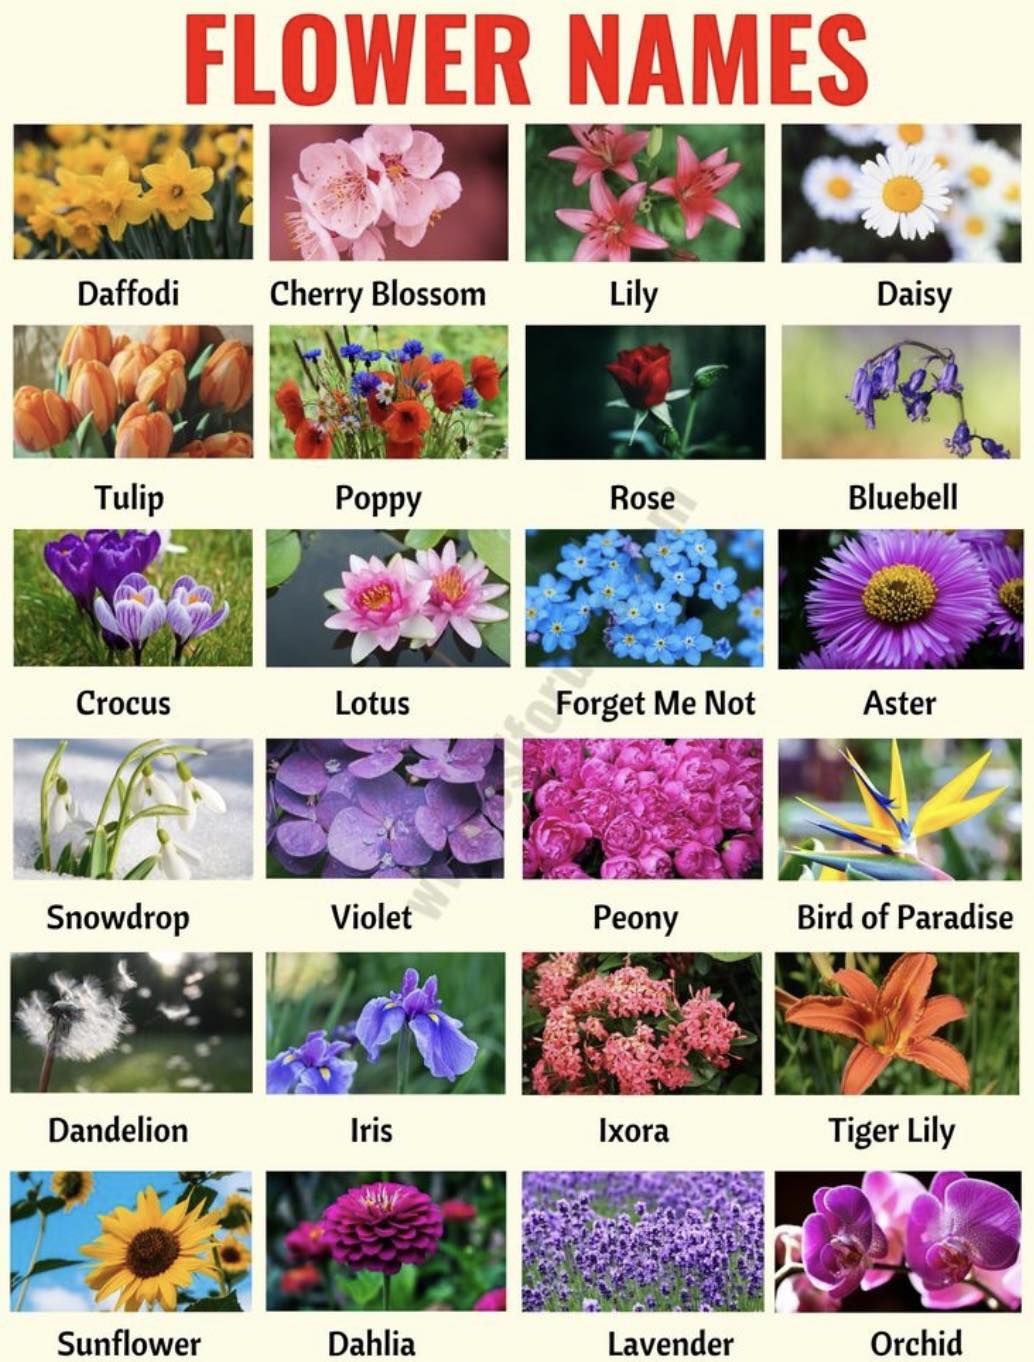 FLOWER NAMES
Daffodi
Cherry Blossom
Lily
Daisy
Tulip
Poppy
Rose
Bluebell
Crocus
Lotus
Forget Me Not
Aster
Snowdrop
Violet
Peony
Bird of Paradise
Dandelion
Iris
Ixora
Tiger Lily
Sunflower
Dahlia
Lavender
Orchid